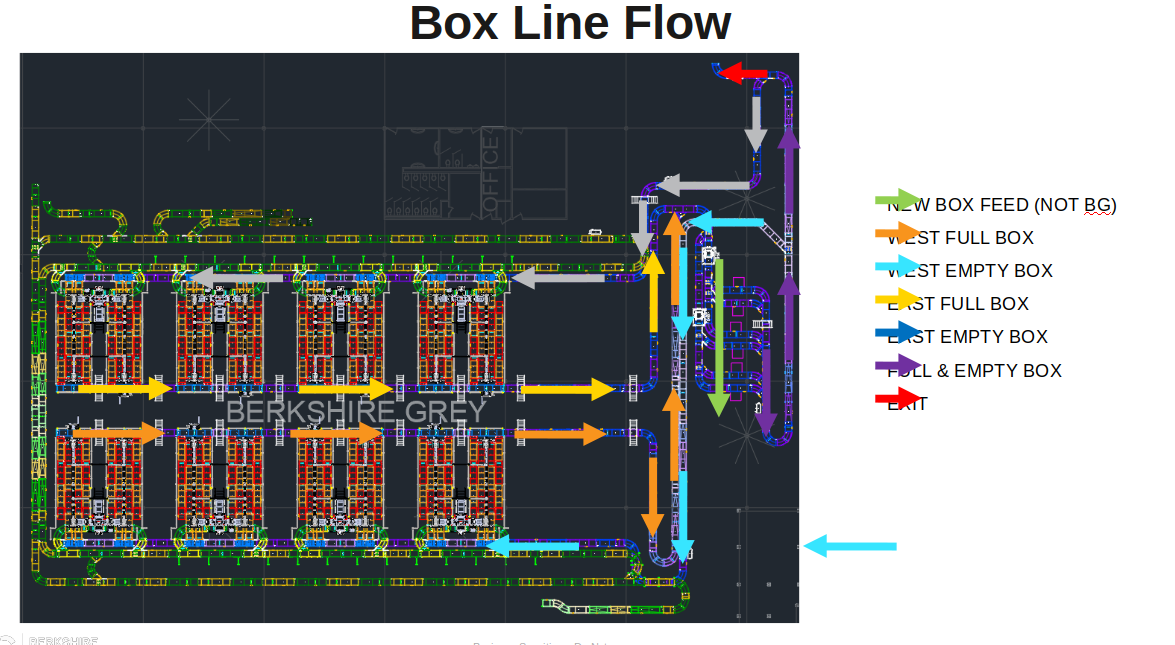 Box Line Flow
OFFICE
NEW BOX FEED (NOT BG)
WEST FULL BOX
WEST EMPTY BOX
EAST FULL BOX
EAST EMPTY BOX
FULL & EMPTY BOX
EXIT
BERKSHIRE GREY
BERKSHIRE